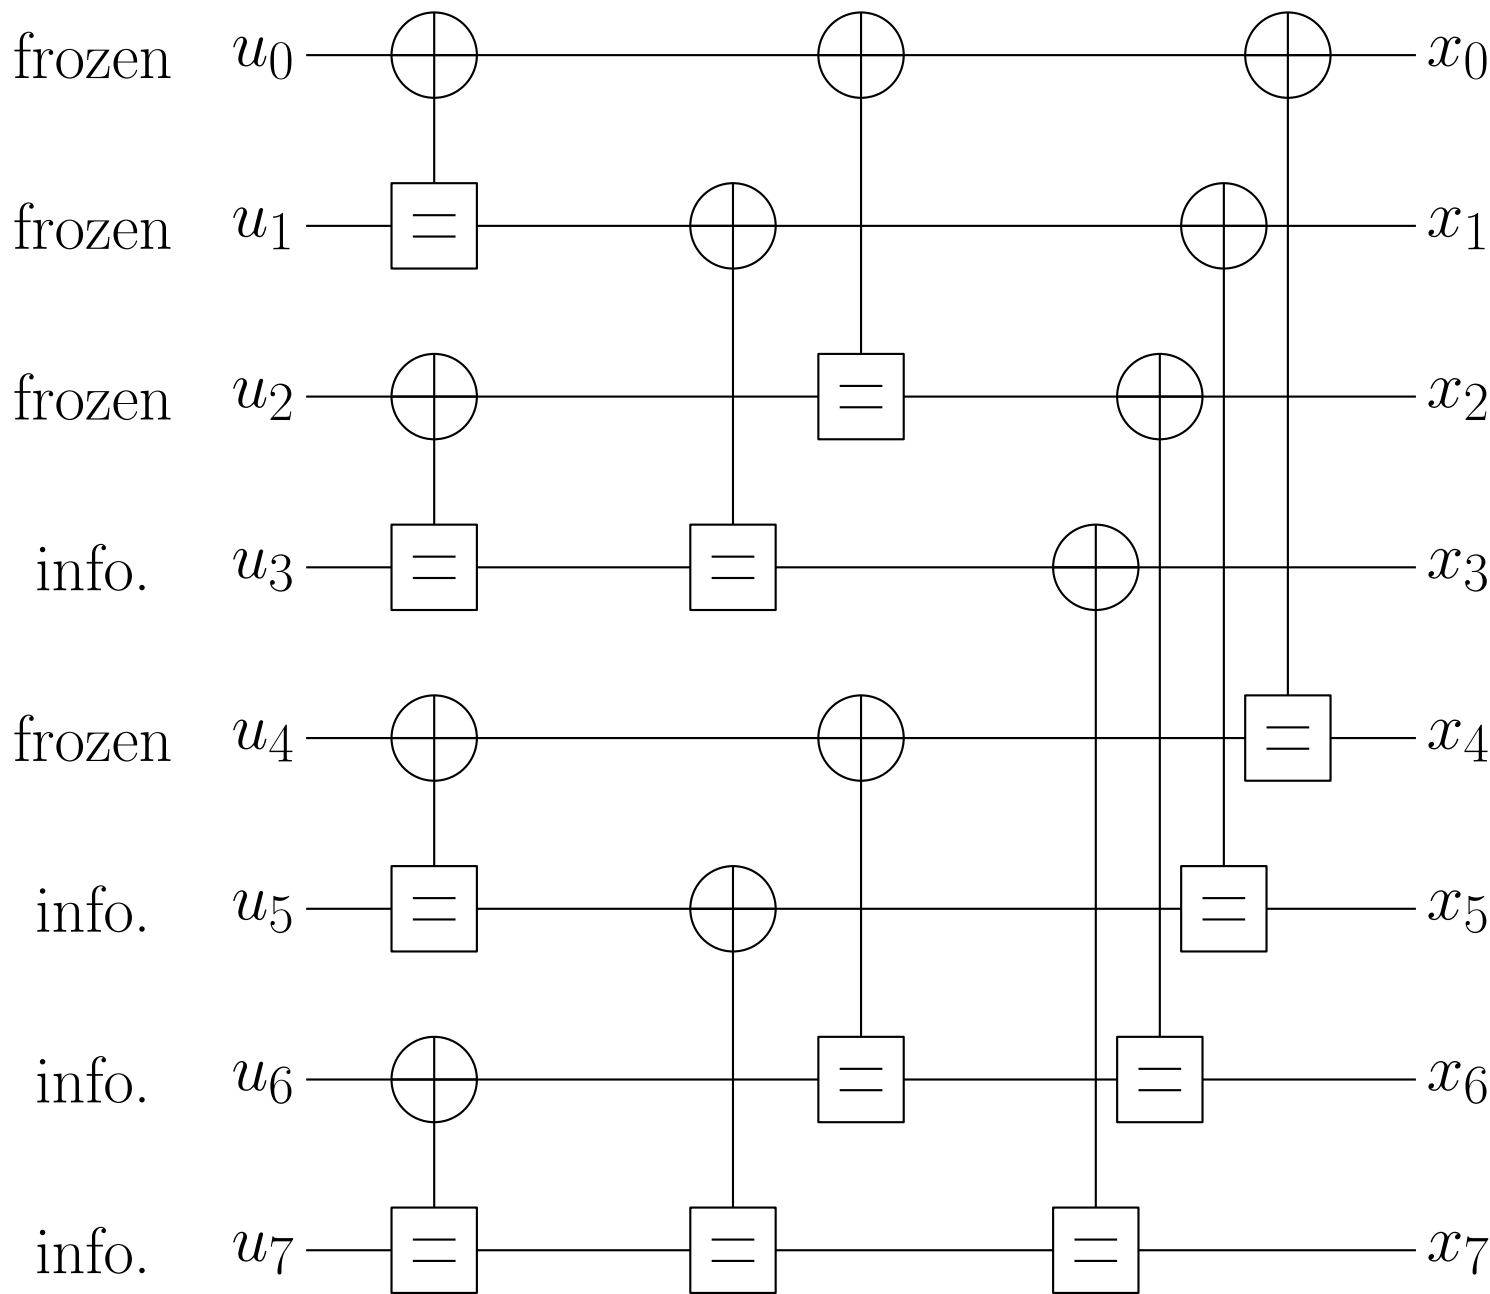 frozen u0 x0
frozen u1 x1
frozen u2 x2
info. u3 x3
frozen u4 x4
info. u5 x5
info. u6 x6
info. u7 x7